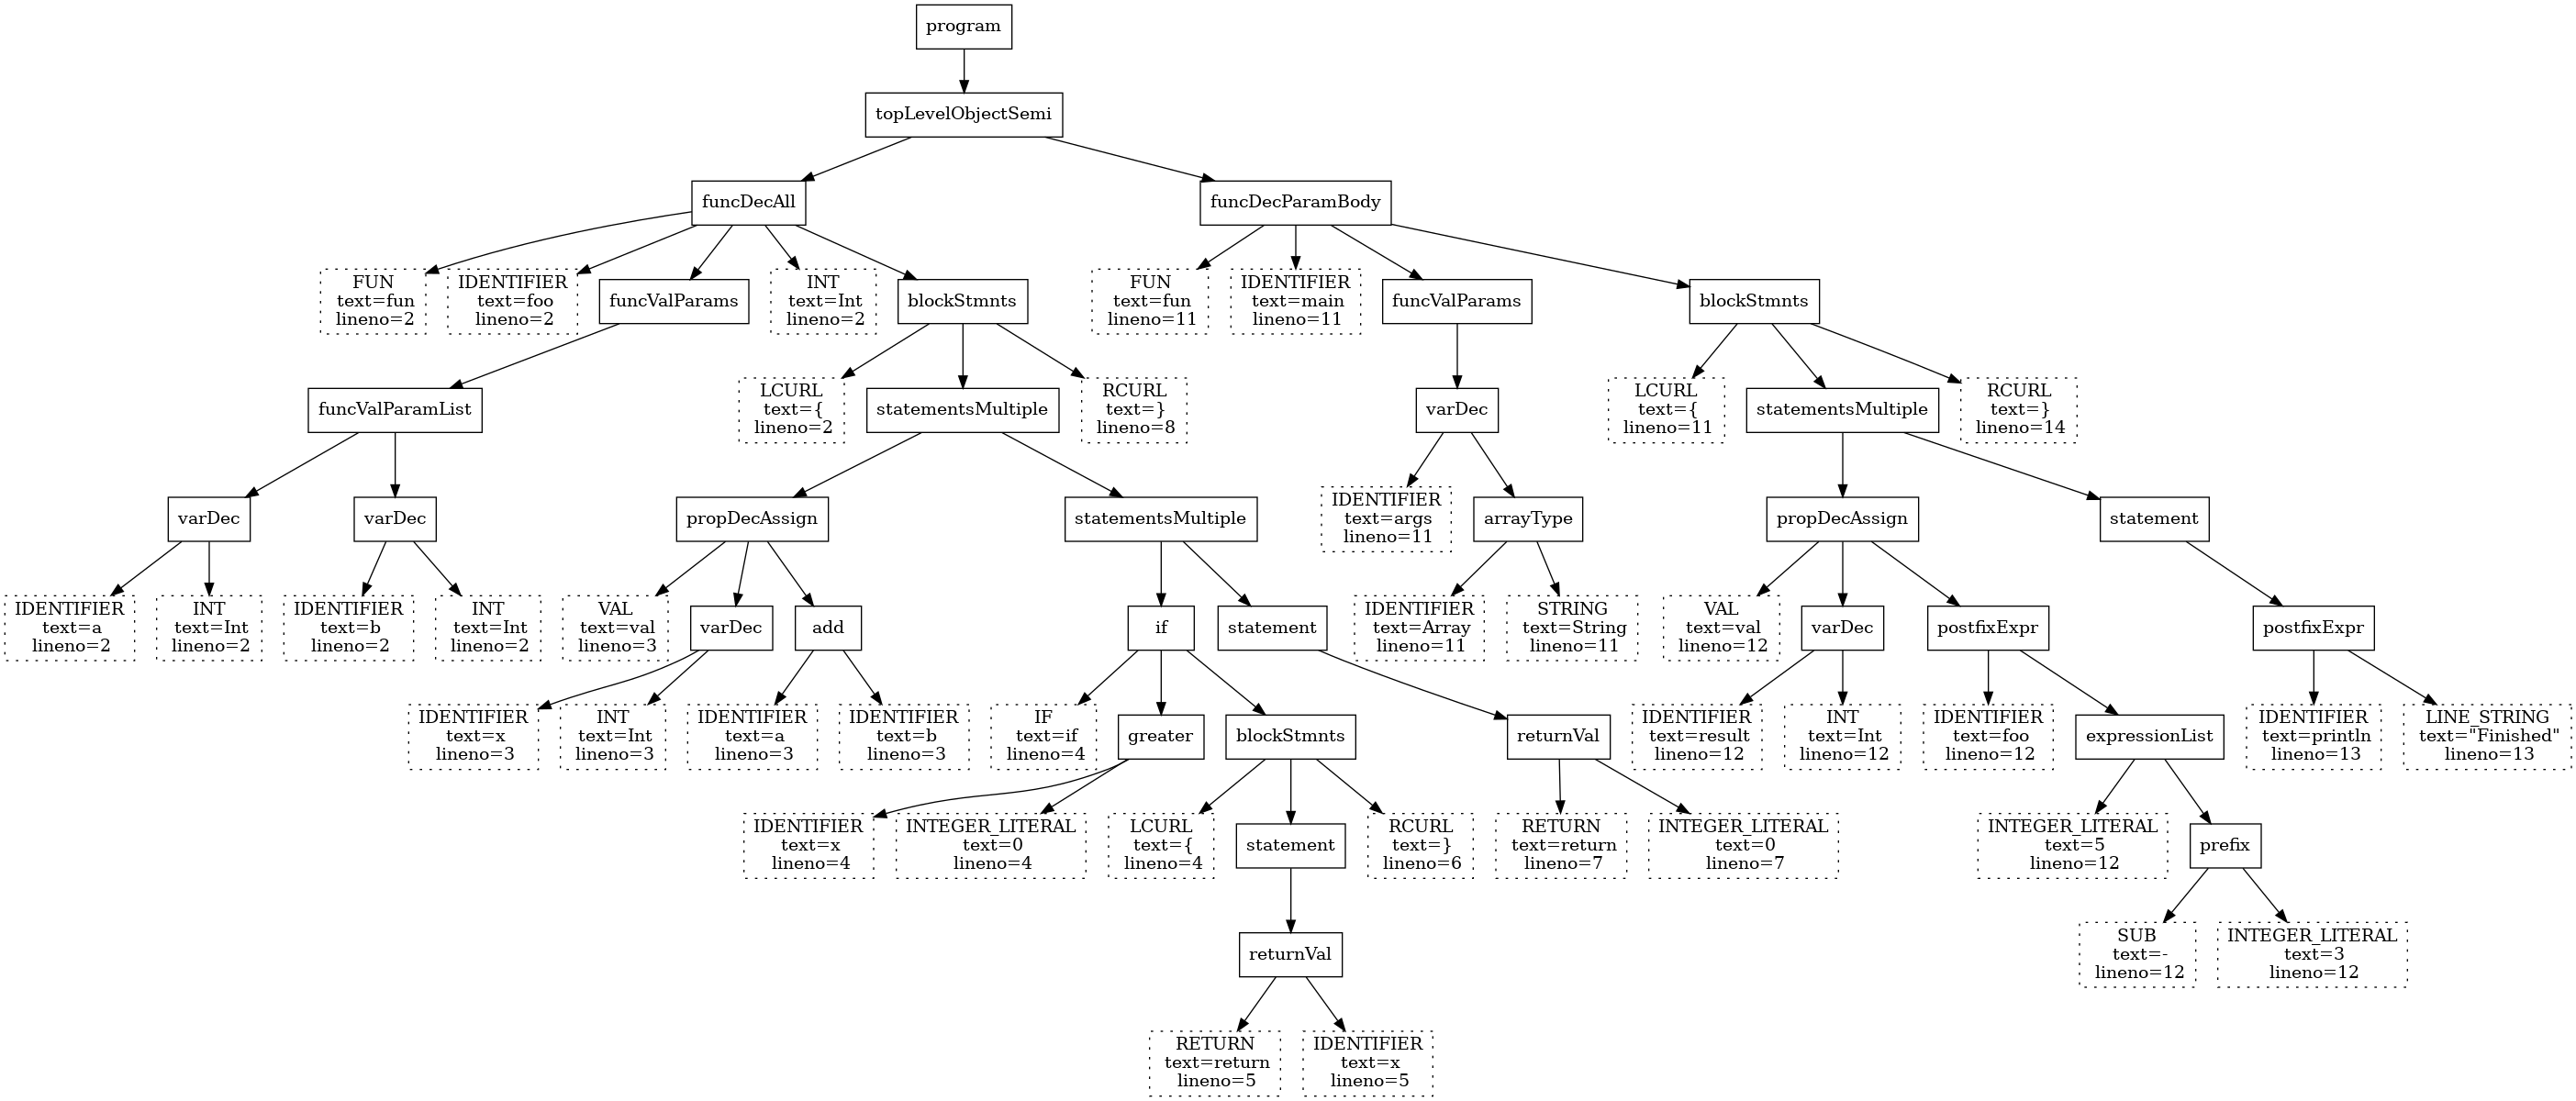 program
topLevelObjectSemi
funcDecAll
funcDecParamBody
FUN
text=fun
lineno=2
IDENTIFIER
text=foo
lineno=2
funcValParams
INT
text=Int
lineno=2
blockStmnts
FUN
text=fun
lineno=11
IDENTIFIER
text=main
lineno=11
funcValParams
blockStmnts
funcValParamList
LCURL
text={
lineno=2
statementsMultiple
RCURL
text=}
lineno=8
varDec
LCURL
text={
lineno=11
statementsMultiple
RCURL
text=}
lineno=14
varDec
varDec
propDecAssign
statementsMultiple
IDENTIFIER
text=args
lineno=11
arrayType
propDecAssign
statement
IDENTIFIER
text=a
lineno=2
INT
text=Int
lineno=2
IDENTIFIER
text=b
lineno=2
INT
text=Int
lineno=2
VAL
text=val
lineno=3
varDec
add
if
statement
IDENTIFIER
text=Array
lineno=11
STRING
text=String
lineno=11
VAL
text=val
lineno=12
varDec
postfixExpr
postfixExpr
IDENTIFIER
text=x
lineno=3
INT
text=Int
lineno=3
IDENTIFIER
text=a
lineno=3
IDENTIFIER
text=b
lineno=3
IF
text=if
lineno=4
greater
blockStmnts
returnVal
IDENTIFIER
text=result
lineno=12
INT
text=Int
lineno=12
IDENTIFIER
text=foo
lineno=12
expressionList
IDENTIFIER
text=println
lineno=13
LINE_STRING
text="Finished"
lineno=13
IDENTIFIER
text=x
lineno=4
INTEGER_LITERAL
text=0
lineno=4
LCURL
text={
lineno=4
statement
RCURL
text=}
lineno=6
RETURN
text=return
lineno=7
INTEGER_LITERAL
text=0
lineno=7
INTEGER_LITERAL
text=5
lineno=12
prefix
returnVal
SUB
text=-
lineno=12
INTEGER_LITERAL
text=3
lineno=12
RETURN
text=return
lineno=5
IDENTIFIER
text=x
lineno=5